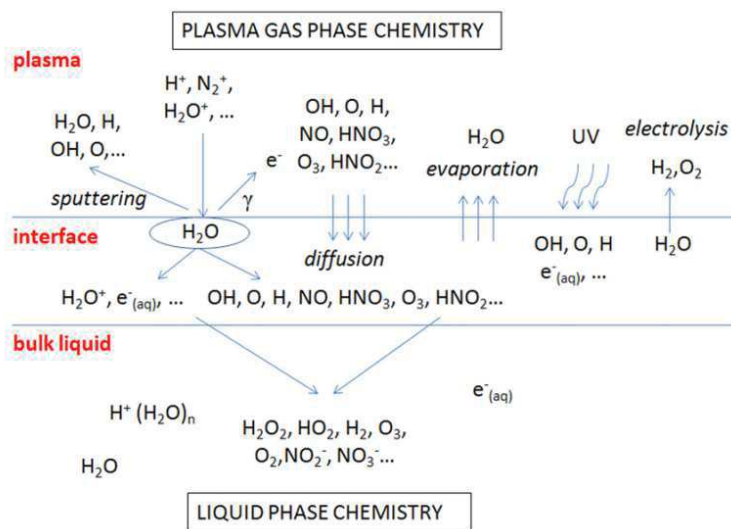 PLASMA GAS PHASE CHEMISTRY
plasma
H⁺, N₂⁺,
H₂O⁺, ...
H₂O, H,
OH, O,...
sputtering
e⁻
γ
OH, O, H,
NO, HNO₃,
O₃, HNO₂...
H₂O
evaporation
UV
electrolysis
H₂,O₂
interface
H₂O
diffusion
OH, O, H
e⁻(aq), ...
H₂O
H₂O⁺, e⁻(aq), ...
OH, O, H, NO, HNO₃, O₃, HNO₂...
bulk liquid
e⁻(aq)
H⁺ (H₂O)ₙ
H₂O₂, HO₂, H₂, O₃,
O₂,NO₂⁻, NO₃⁻...
H₂O
LIQUID PHASE CHEMISTRY